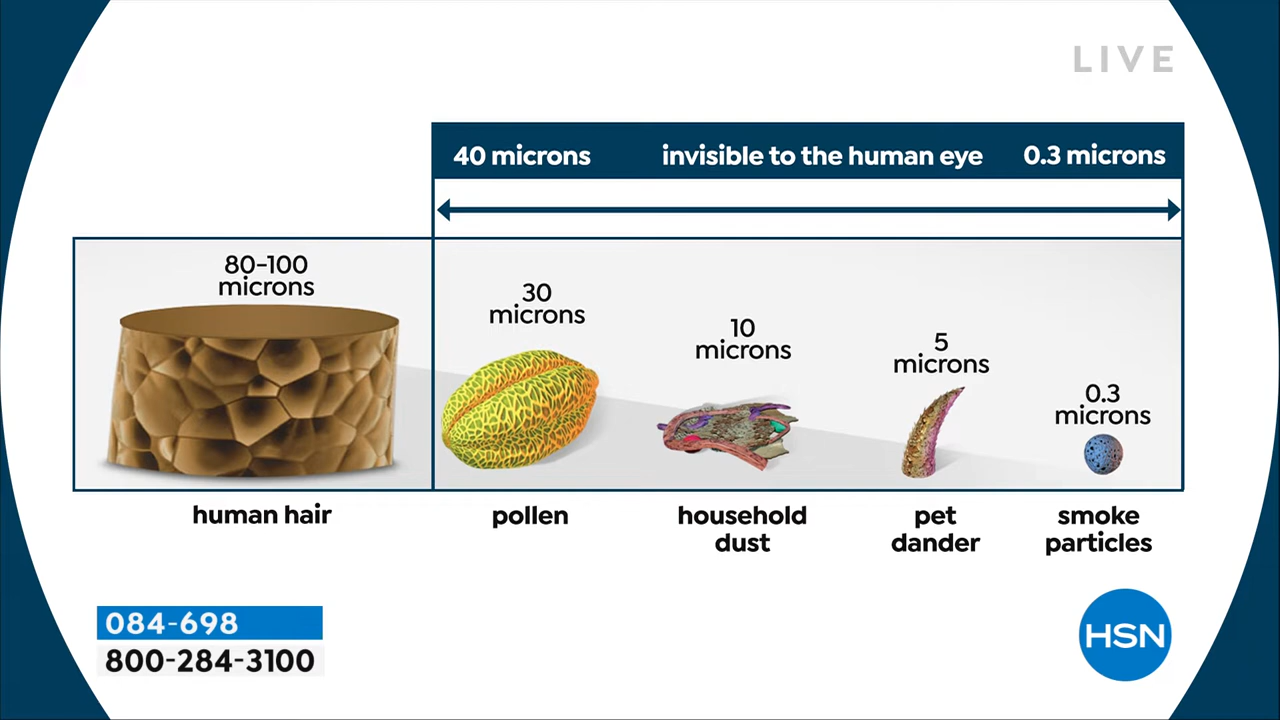 LIVE
40 microns invisible to the human eye 0.3 microns
80-100
microns
30
microns
10
microns
5
microns
0.3
microns
human hair
pollen
household
dust
pet
dander
smoke
particles
084-698
800-284-3100
HSN